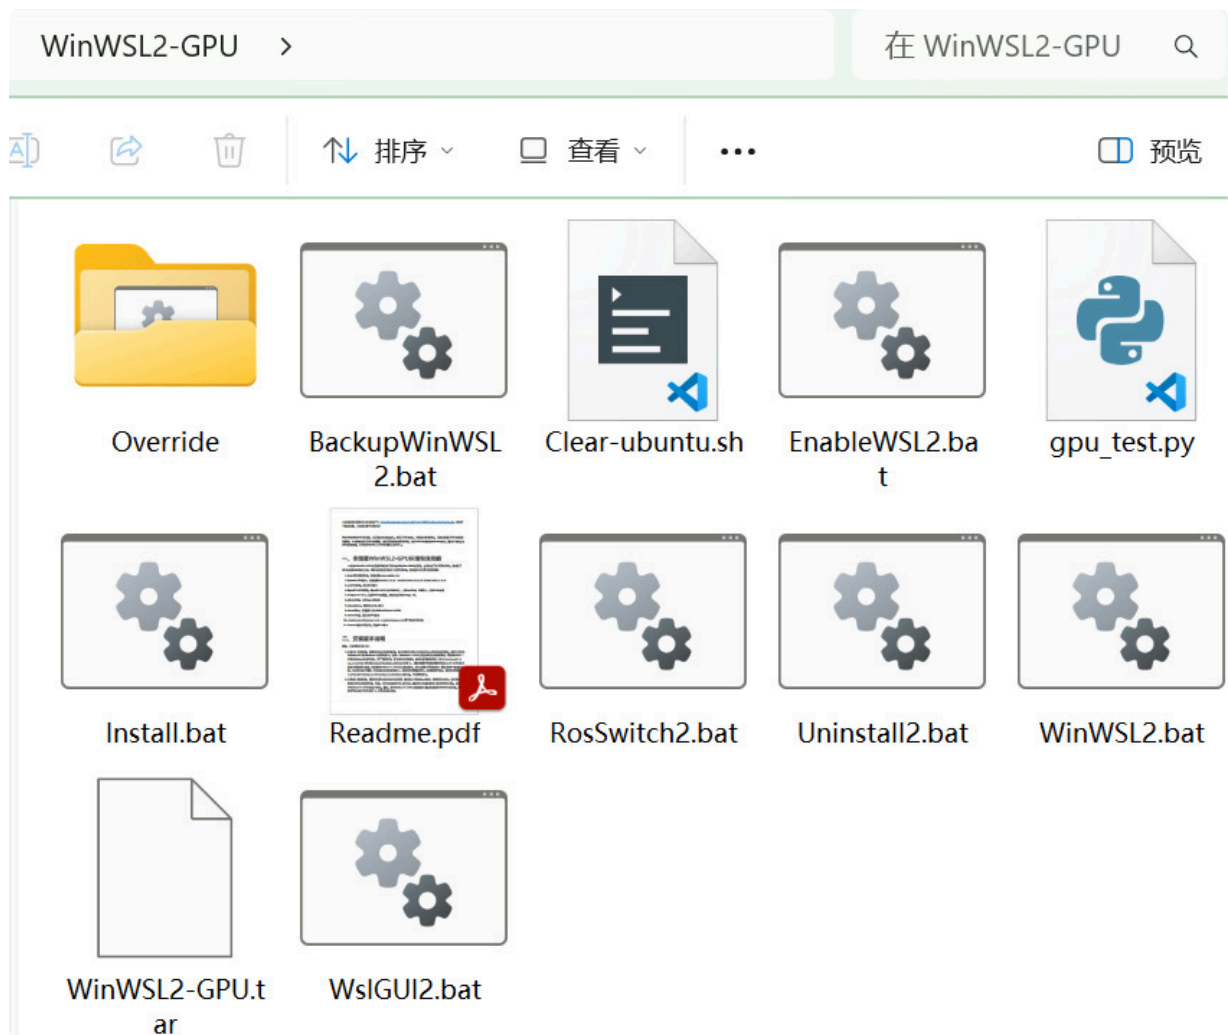 WinWSL2-GPU
在 WinWSL2-GPU
排序
查看
预览
Override
BackupWinWSL
2.bat
Clear-ubuntu.sh
EnableWSL2.ba
t
gpu_test.py
Install.bat
Readme.pdf
RosSwitch2.bat
Uninstall2.bat
WinWSL2.bat
WinWSL2-GPU.t
ar
WslGUI2.bat